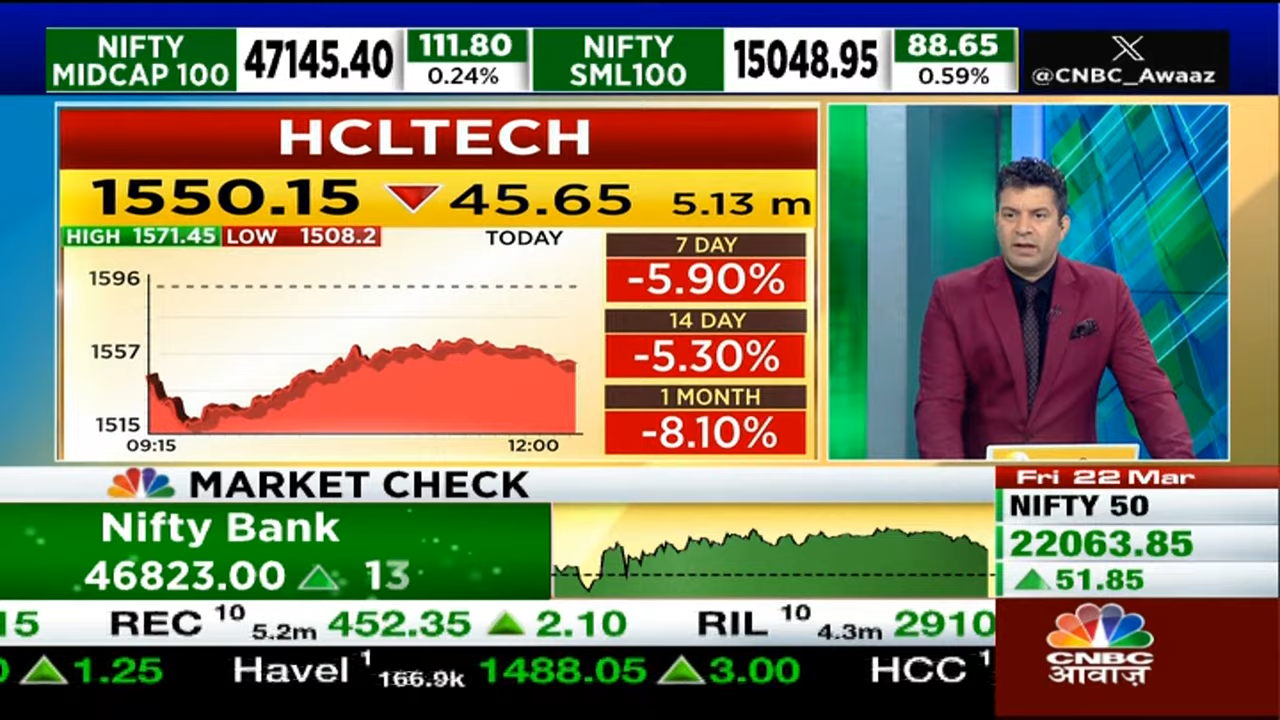 NIFTY MIDCAP 100 47145.40 111.80 0.24%
NIFTY SML100 15048.95 88.65 0.59%
@CNBC_Awaaz
HCLTECH
1550.15 45.65 5.13 m
HIGH 1571.45 LOW 1508.2 TODAY
1596
1557
1515
09:15 12:00
7 DAY
-5.90%
14 DAY
-5.30%
1 MONTH
-8.10%
MARKET CHECK
Nifty Bank
46823.00 13
Fri 22 Mar
NIFTY 50
22063.85
51.85
15 REC 10 5.2m 452.35 2.10 RIL 10 4.3m 2910
0 1.25 Havel 1 166.9k 1488.05 3.00 HCC 1
CNBC
आवाज़